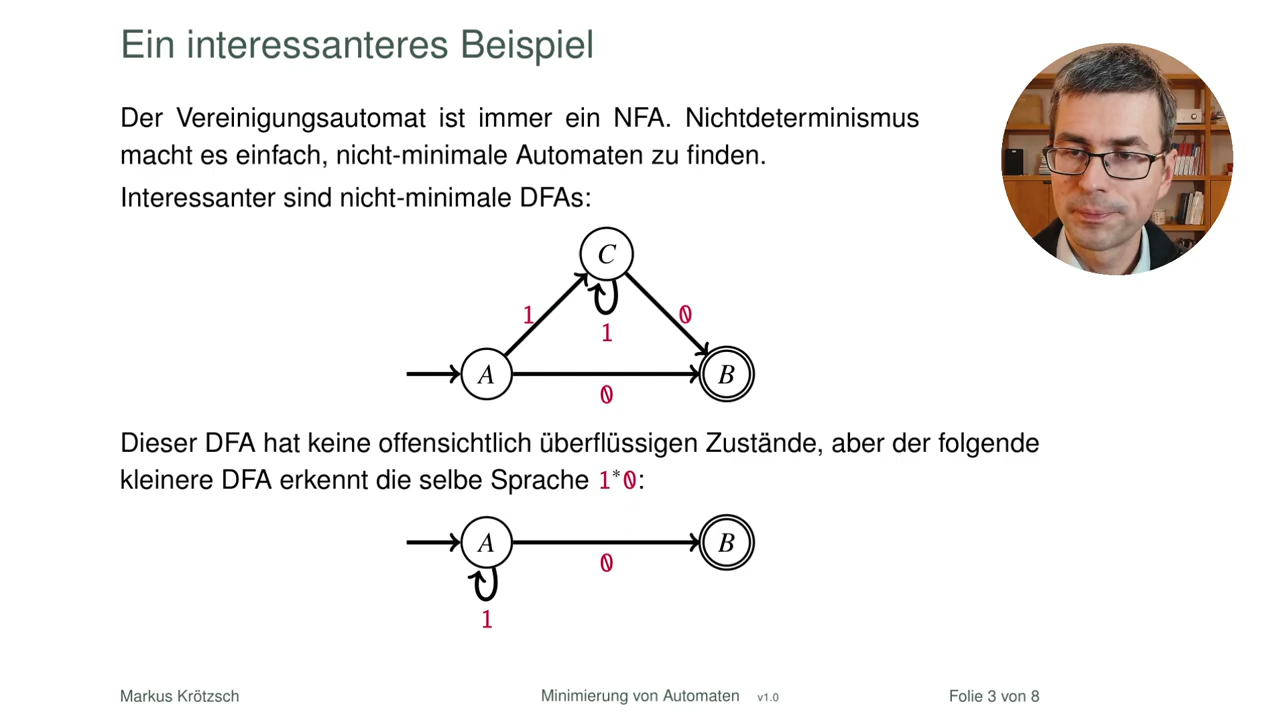 Ein interessanteres Beispiel
Der Vereinigungsautomat ist immer ein NFA. Nichtdeterminismus
macht es einfach, nicht-minimale Automaten zu finden.
Interessanter sind nicht-minimale DFAs:
C
1
0
1
A
B
0
Dieser DFA hat keine offensichtlich überflüssigen Zustände, aber der folgende
kleinere DFA erkennt die selbe Sprache 1*0:
A
B
0
1
Markus Krötzsch
Minimierung von Automaten v1.0
Folie 3 von 8